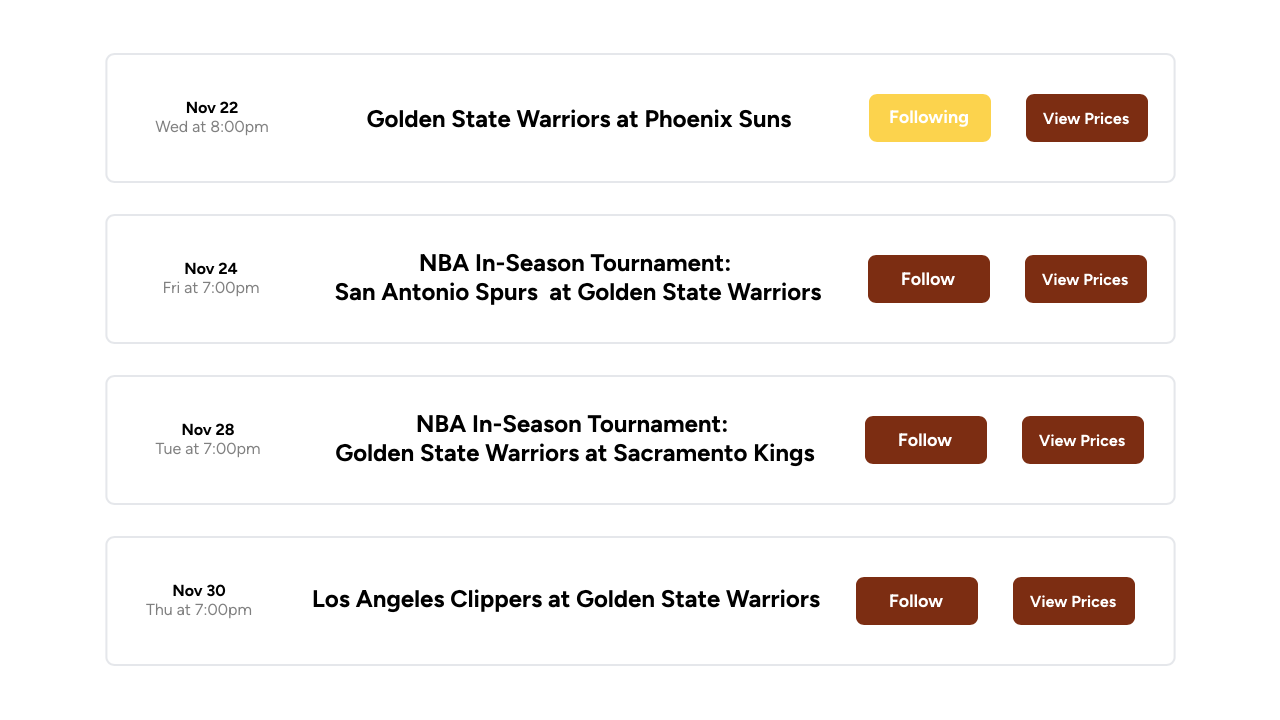 Nov 22
Wed at 8:00pm
Golden State Warriors at Phoenix Suns
Following
View Prices
Nov 24
Fri at 7:00pm
NBA In-Season Tournament:
San Antonio Spurs  at Golden State Warriors
Follow
View Prices
Nov 28
Tue at 7:00pm
NBA In-Season Tournament:
Golden State Warriors at Sacramento Kings
Follow
View Prices
Nov 30
Thu at 7:00pm
Los Angeles Clippers at Golden State Warriors
Follow
View Prices